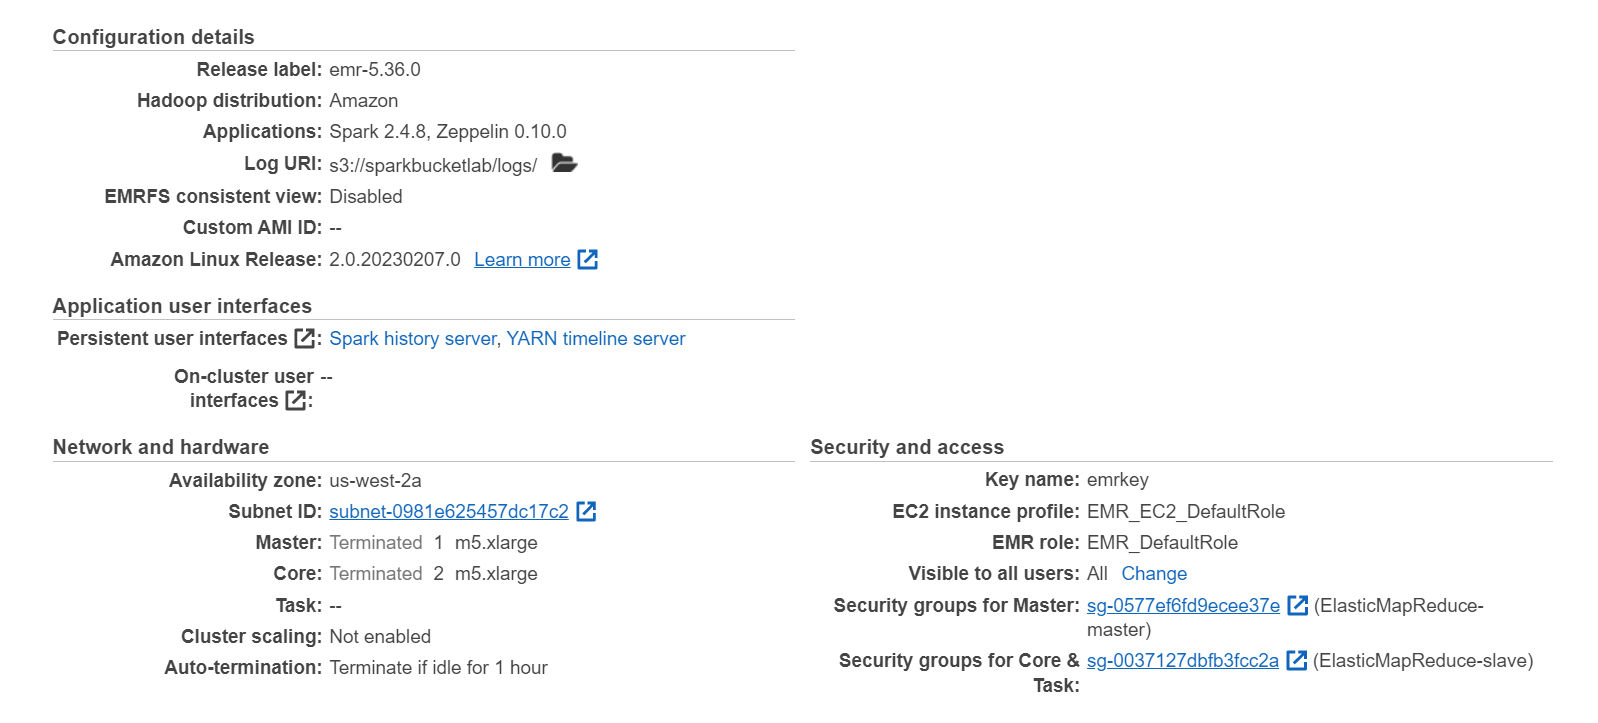 Configuration details
Release label: emr-5.36.0
Hadoop distribution: Amazon
Applications: Spark 2.4.8, Zeppelin 0.10.0
Log URI: s3://sparkbucketlab/logs/
EMRFS consistent view: Disabled
Custom AMI ID: --
Amazon Linux Release: 2.0.20230207.0 Learn more
Application user interfaces
Persistent user interfaces : Spark history server, YARN timeline server
On-cluster user --
interfaces :
Network and hardware
Availability zone: us-west-2a
Subnet ID: subnet-0981e625457dc17c2
Master: Terminated 1 m5.xlarge
Core: Terminated 2 m5.xlarge
Task: --
Cluster scaling: Not enabled
Auto-termination: Terminate if idle for 1 hour
Security and access
Key name: emrkey
EC2 instance profile: EMR_EC2_DefaultRole
EMR role: EMR_DefaultRole
Visible to all users: All Change
Security groups for Master: sg-0577ef6fd9ecee37e (ElasticMapReduce-
master)
Security groups for Core & sg-0037127dbfb3fcc2a (ElasticMapReduce-slave)
Task: